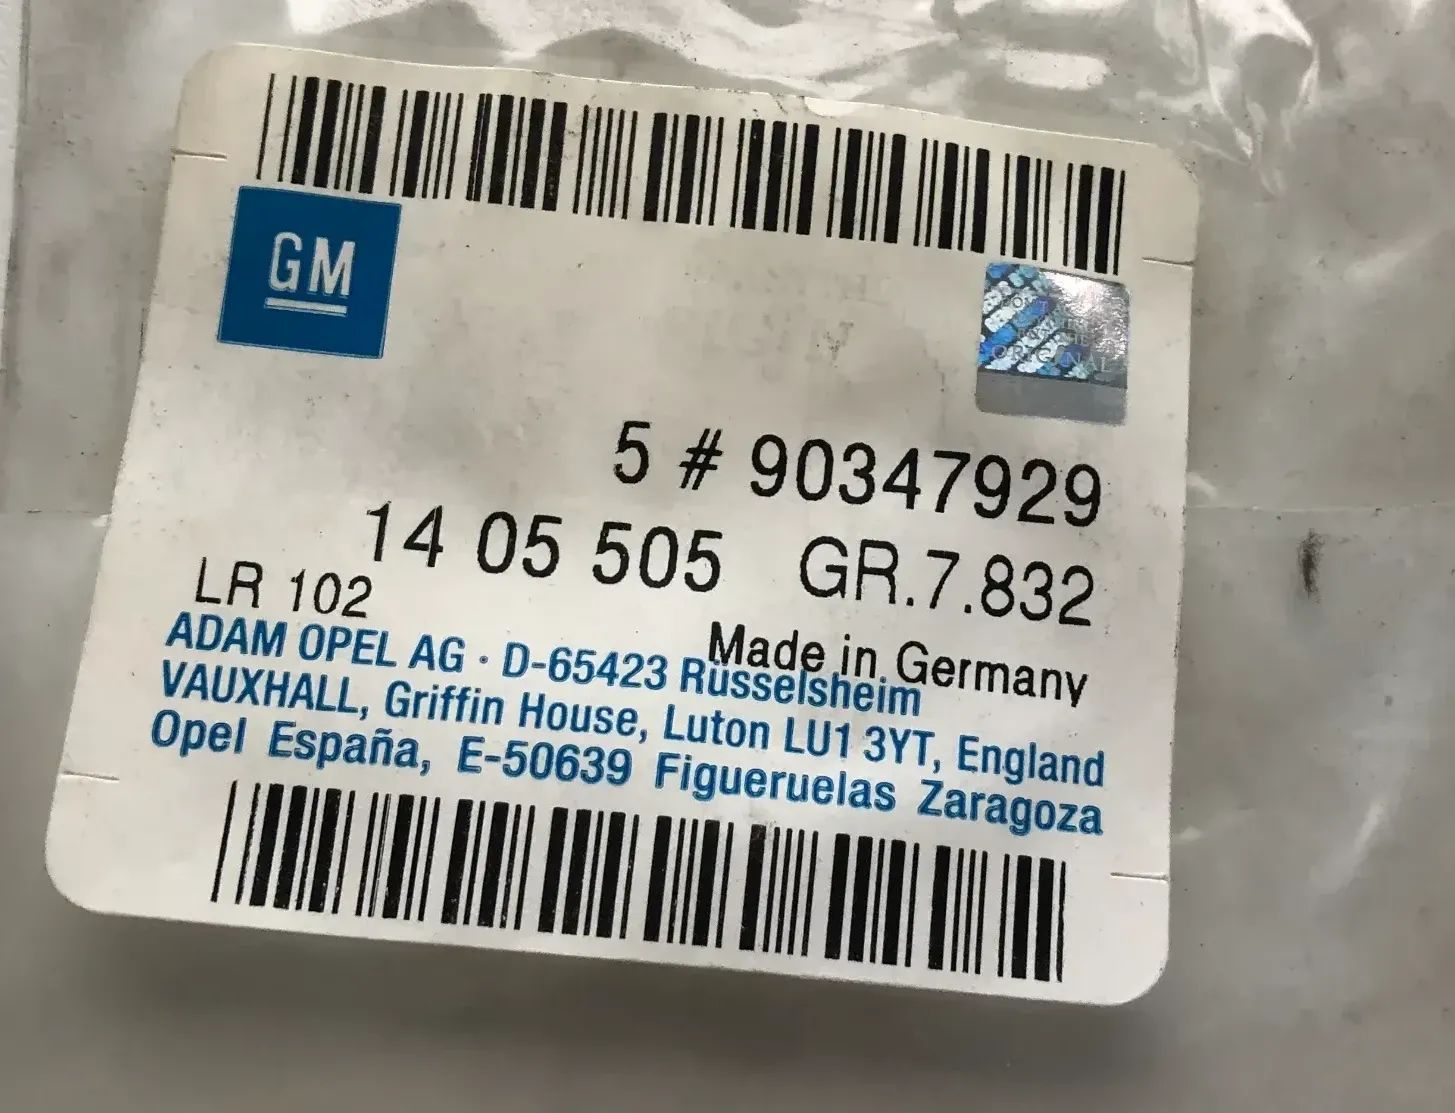 GM
ORIGINAL
5 # 90347929
14 05 505 GR.7.832
LR 102
Made in Germany
ADAM OPEL AG · D-65423 Rüsselsheim
VAUXHALL, Griffin House, Luton LU1 3YT, England
Opel España, E-50639 Figueruelas Zaragoza